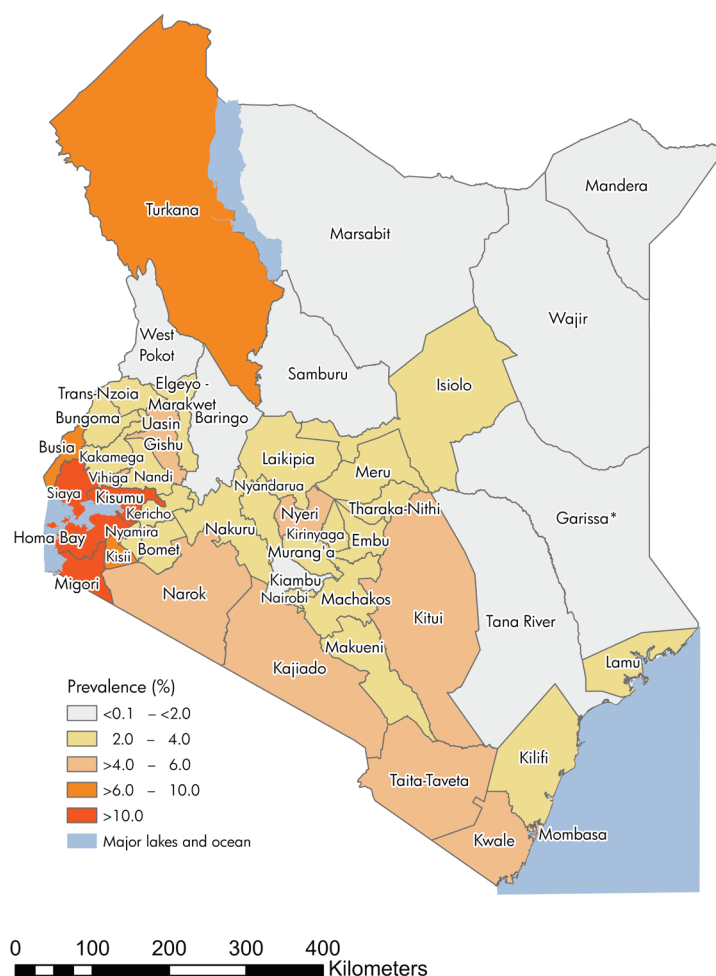 Mandera
Turkana
Marsabit
Wajir
West
Pokot
Samburu
Isiolo
Elgeyo -
Marakwet
Trans-Nzoia
Bungoma
Uasin
Gishu
Baringo
Busia
Kakamega
Laikipia
Meru
Vihiga
Nandi
Nyandarua
Siaya
Kisumu
Kericho
Nyeri
Tharaka-Nithi
Garissa*
Homa Bay
Nyamira
Nakuru
Kirinyaga
Embu
Kisii
Bomet
Murang'a
Migori
Narok
Kiambu
Nairobi
Machakos
Kitui
Tana River
Makueni
Kajiado
Lamu
Prevalence (%)
<0.1 – <2.0
2.0 – 4.0
>4.0 – 6.0
>6.0 – 10.0
>10.0
Major lakes and ocean
Kilifi
Taita-Taveta
Kwale
Mombasa
0 100 200 300 400
Kilometers